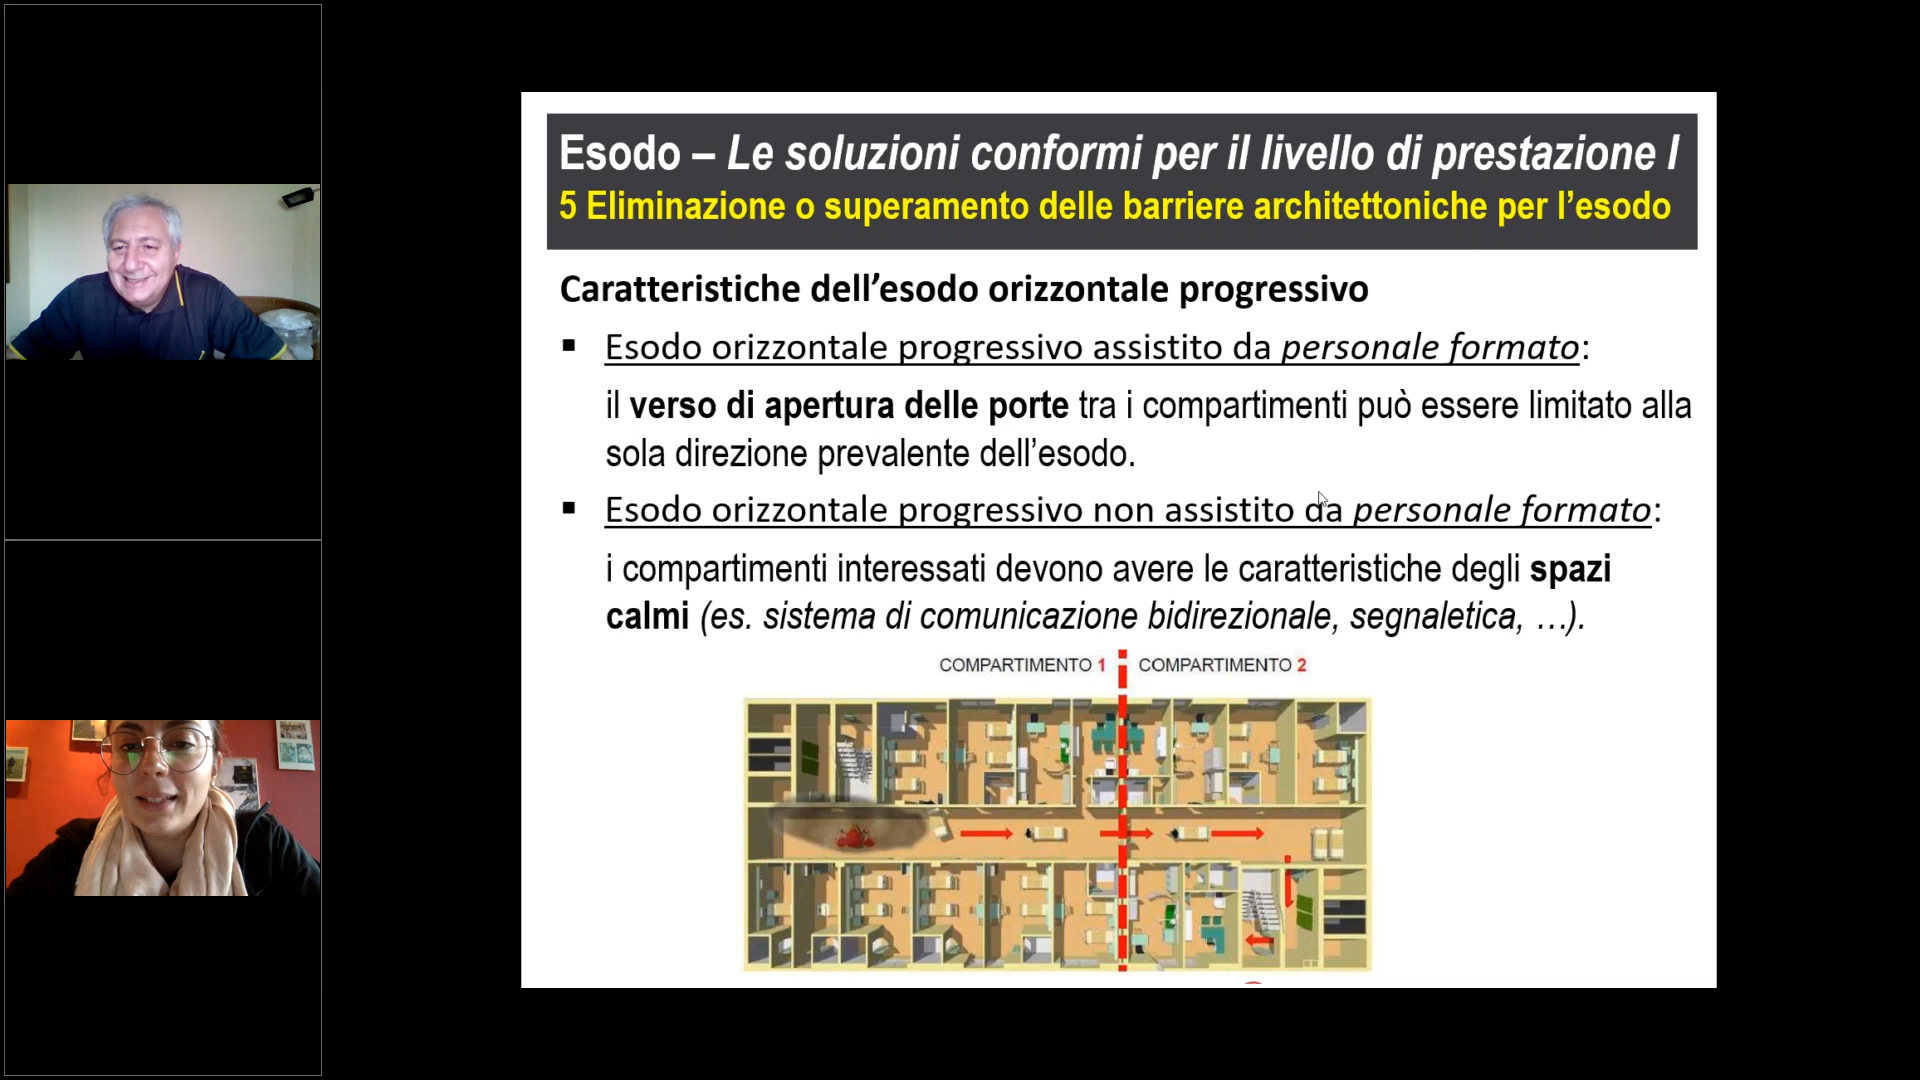 Esodo – Le soluzioni conformi per il livello di prestazione I
5 Eliminazione o superamento delle barriere architettoniche per l’esodo
Caratteristiche dell’esodo orizzontale progressivo
▪ Esodo orizzontale progressivo assistito da personale formato:
il verso di apertura delle porte tra i compartimenti può essere limitato alla
sola direzione prevalente dell’esodo.
▪ Esodo orizzontale progressivo non assistito da personale formato:
i compartimenti interessati devono avere le caratteristiche degli spazi
calmi (es. sistema di comunicazione bidirezionale, segnaletica, …).
COMPARTIMENTO 1 COMPARTIMENTO 2